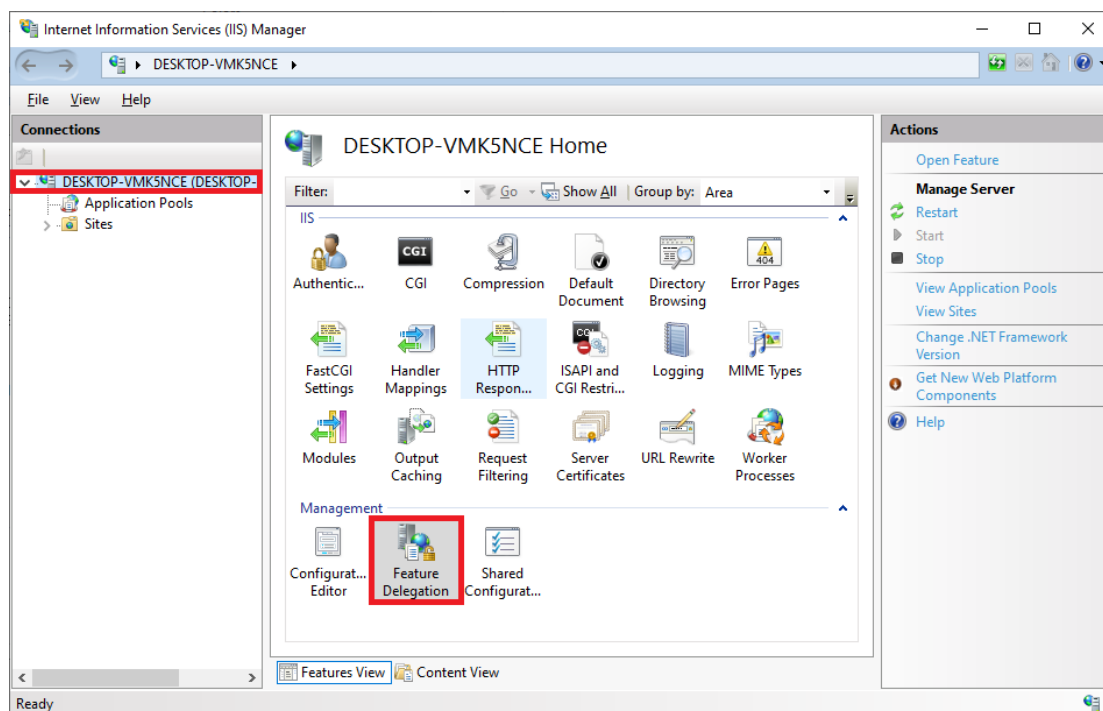 Internet Information Services (IIS) Manager
DESKTOP-VMK5NCE
File View Help
Connections
DESKTOP-VMK5NCE (DESKTOP-
Application Pools
Sites
DESKTOP-VMK5NCE Home
Filter: Go Show All Group by: Area
IIS
Authentic... CGI Compression Default Directory Error Pages
Document Browsing
CGI
404
FastCGI Handler HTTP ISAPI and Logging MIME Types
Settings Mappings Respon... CGI Restri...
Modules Output Request Server URL Rewrite Worker
Caching Filtering Certificates Processes
Management
Configurat... Feature Shared
Editor Delegation Configurat...
Features View Content View
Actions
Open Feature
Manage Server
Restart
Start
Stop
View Application Pools
View Sites
Change .NET Framework
Version
Get New Web Platform
Components
Help
Ready